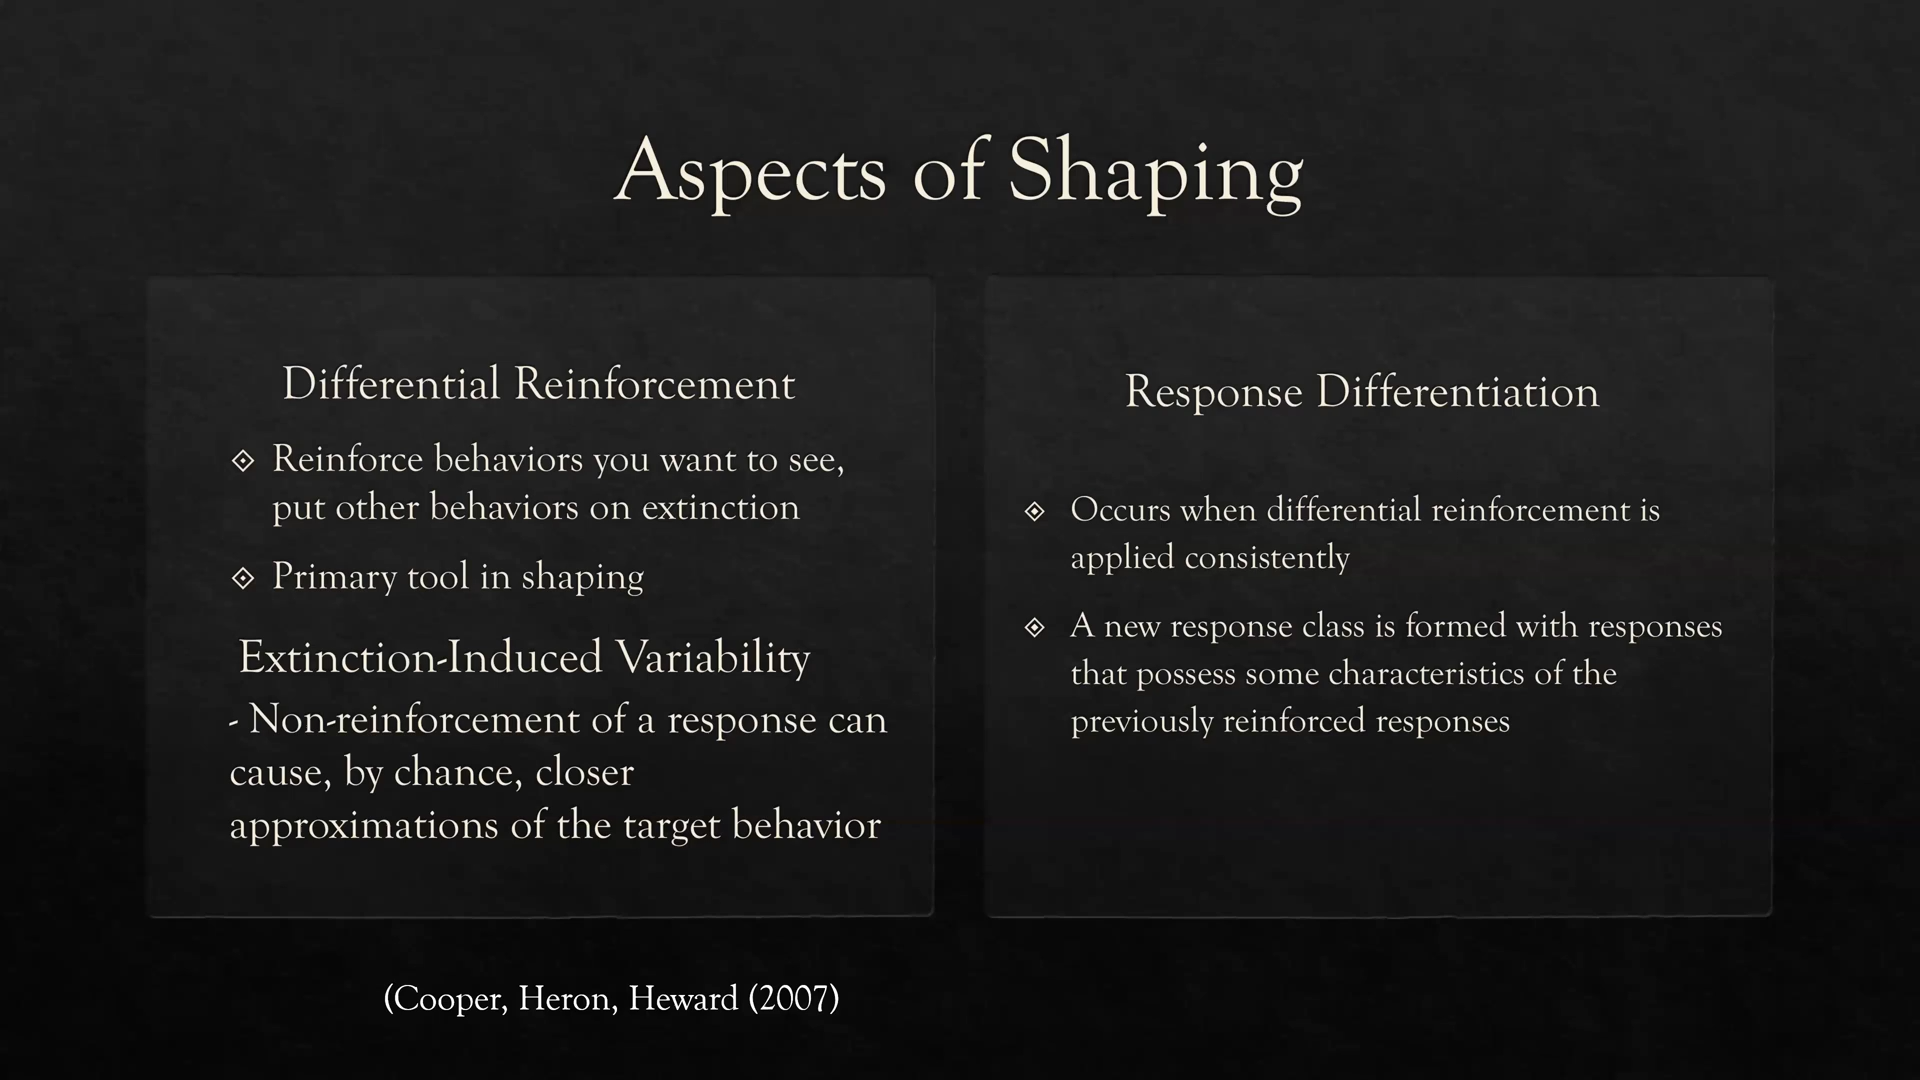 Aspects of Shaping
Differential Reinforcement
Reinforce behaviors you want to see,
put other behaviors on extinction
Primary tool in shaping
Extinction-Induced Variability
- Non-reinforcement of a response can
cause, by chance, closer
approximations of the target behavior
Response Differentiation
Occurs when differential reinforcement is
applied consistently
A new response class is formed with responses
that possess some characteristics of the
previously reinforced responses
(Cooper, Heron, Heward (2007)